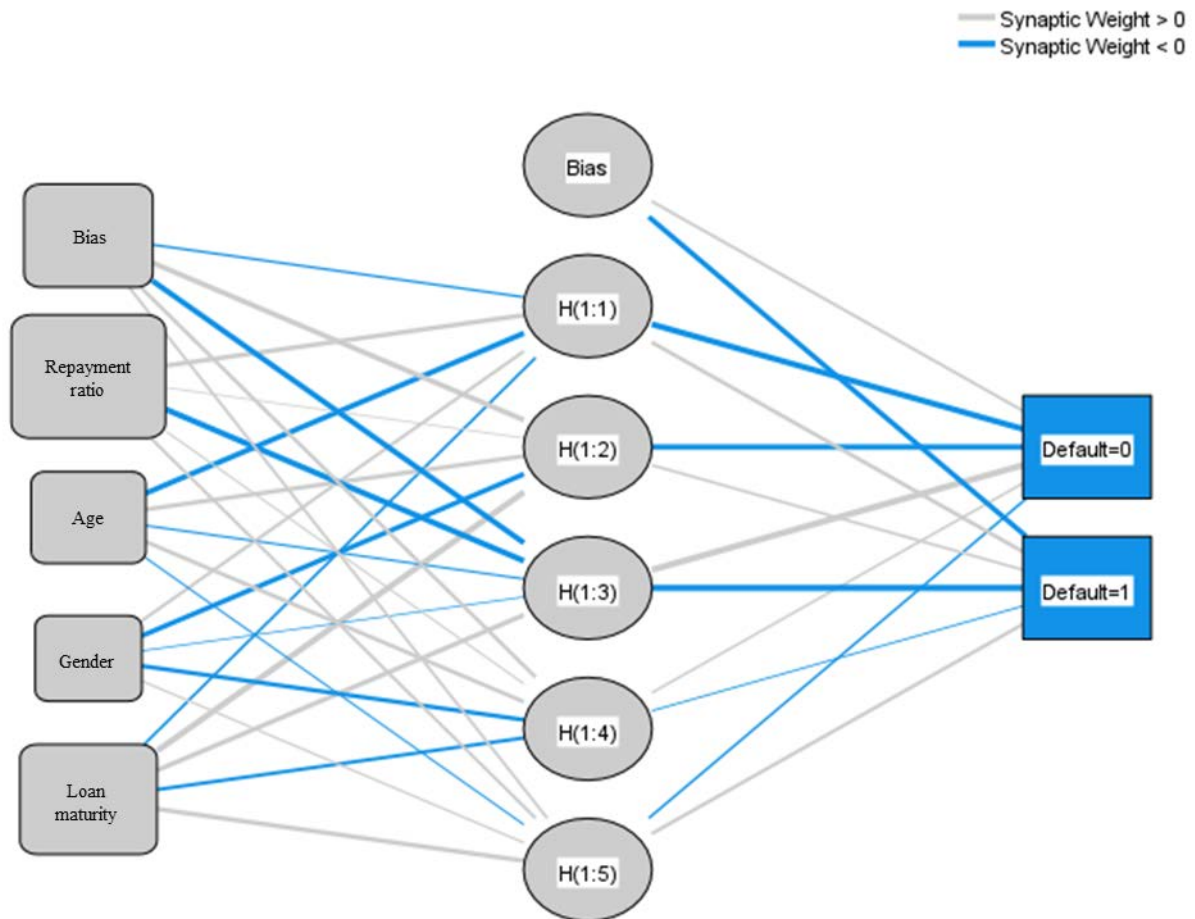 Synaptic Weight > 0
Synaptic Weight < 0
Bias
Repayment
ratio
Age
Gender
Loan
maturity
Bias
H(1:1)
H(1:2)
H(1:3)
H(1:4)
H(1:5)
Default=0
Default=1